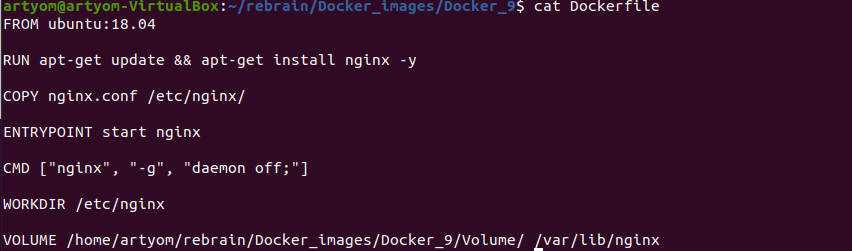 artyom@artyom-VirtualBox:~/rebrain/Docker_images/Docker_9$ cat Dockerfile
FROM ubuntu:18.04
RUN apt-get update && apt-get install nginx -y
COPY nginx.conf /etc/nginx/
ENTRYPOINT start nginx
CMD ["nginx", "-g", "daemon off;"]
WORKDIR /etc/nginx
VOLUME /home/artyom/rebrain/Docker_images/Docker_9/Volume/ /var/lib/nginx